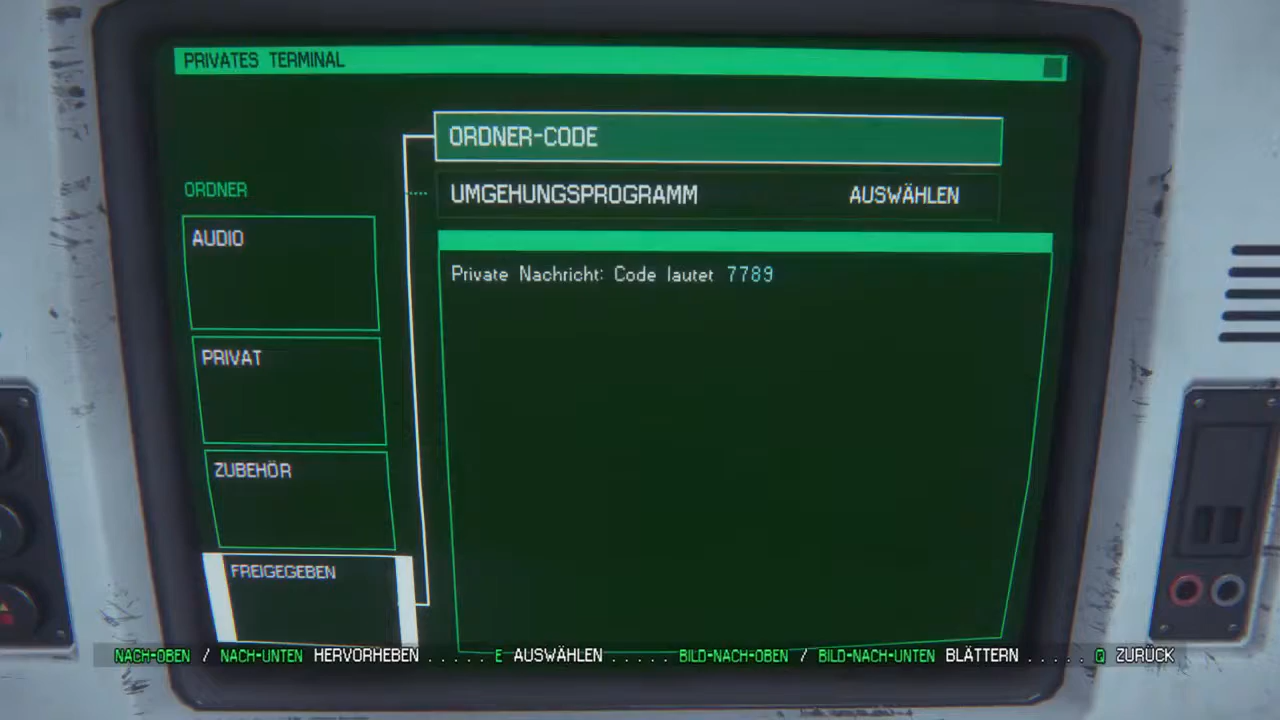 PRIVATES TERMINAL
ORDNER-CODE
UMGEHUNGSPROGRAMM AUSWÄHLEN
ORDNER
AUDIO
PRIVAT
ZUBEHÖR
FREIGEGEBEN
Private Nachricht: Code lautet 7789
NACH-OBEN / NACH-UNTEN HERVORHEBEN ..... E AUSWÄHLEN ..... BILD-NACH-OBEN / BILD-NACH-UNTEN BLÄTTERN ..... Q ZURÜCK